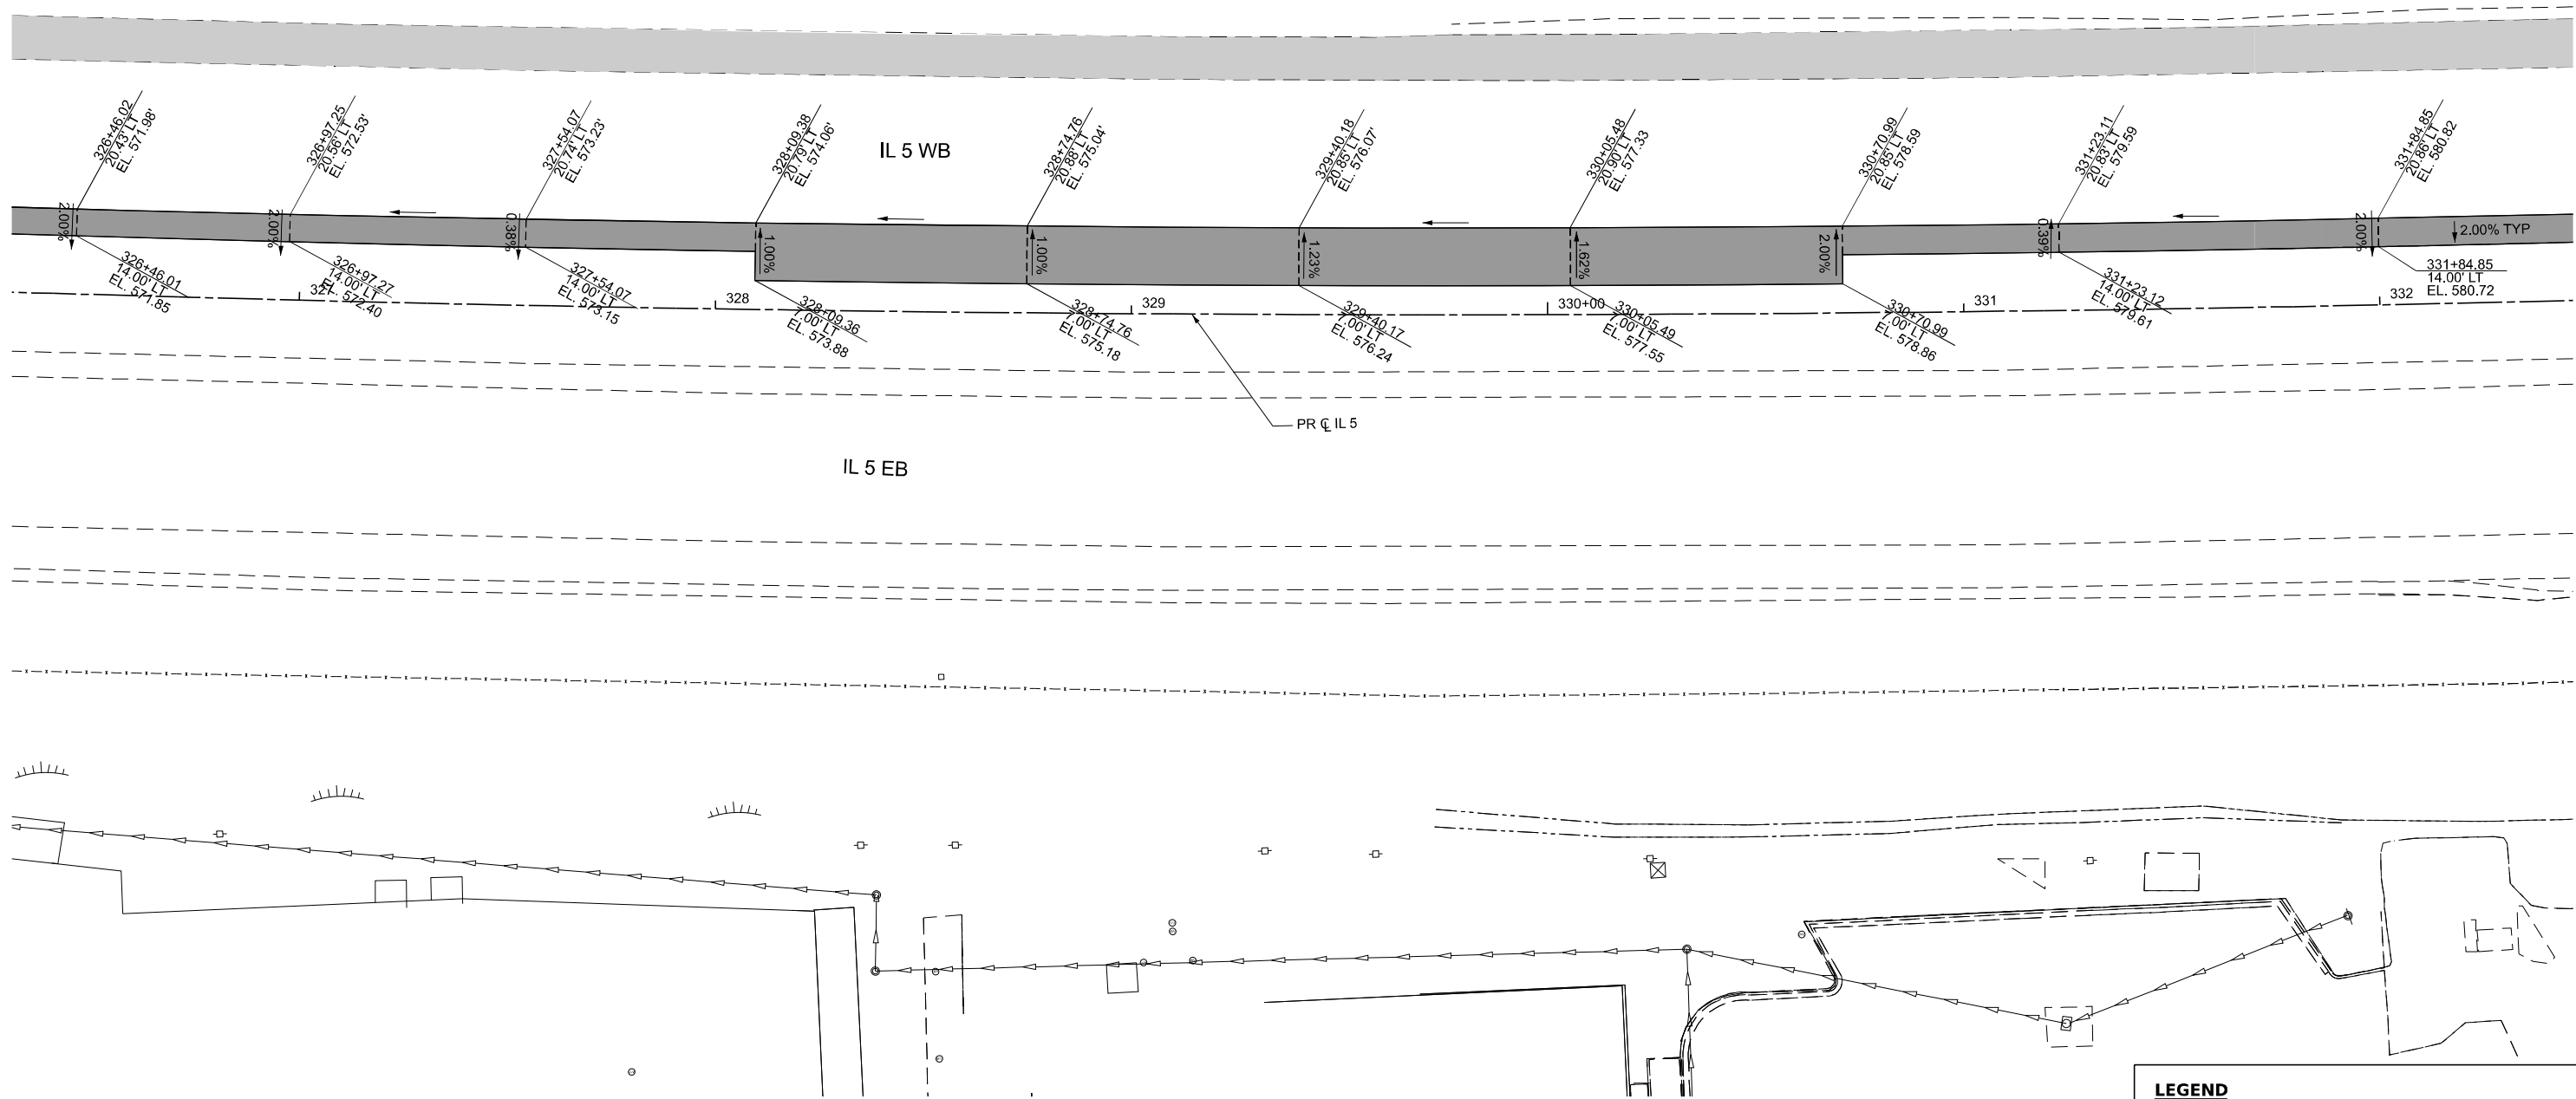 326+46.02
20.43' LT
EL. 571.98'
326+97.25
20.56' LT
EL. 572.53'
327+54.07
20.74' LT
EL. 573.23'
328+09.38
20.79' LT
EL. 574.06'
328+74.76
20.88' LT
EL. 575.04'
329+40.18
20.85' LT
EL. 576.07'
330+05.48
20.90' LT
EL. 577.33
330+70.99
20.85' LT
EL. 578.59
331+23.11
20.83' LT
EL. 579.59
331+84.85
20.86' LT
EL. 580.82
IL 5 WB
2.00%
2.00%
0.38%
1.00%
1.00%
1.23%
1.62%
2.00%
0.39%
2.00%
2.00% TYP
326+46.01
14.00' LT
EL. 571.85
326+97.27
14.00' LT
EL. 572.40
327+54.07
14.00' LT
EL. 573.15
328+09.36
7.00' LT
EL. 573.88
328+74.76
7.00' LT
EL. 575.18
329+40.17
7.00' LT
EL. 576.24
330+05.49
7.00' LT
EL. 577.55
330+70.99
7.00' LT
EL. 578.86
331+23.12
14.00' LT
EL. 579.61
331+84.85
14.00' LT
EL. 580.72
327
328
329
330+00
331
332
PR ℄ IL 5
IL 5 EB
LEGEND